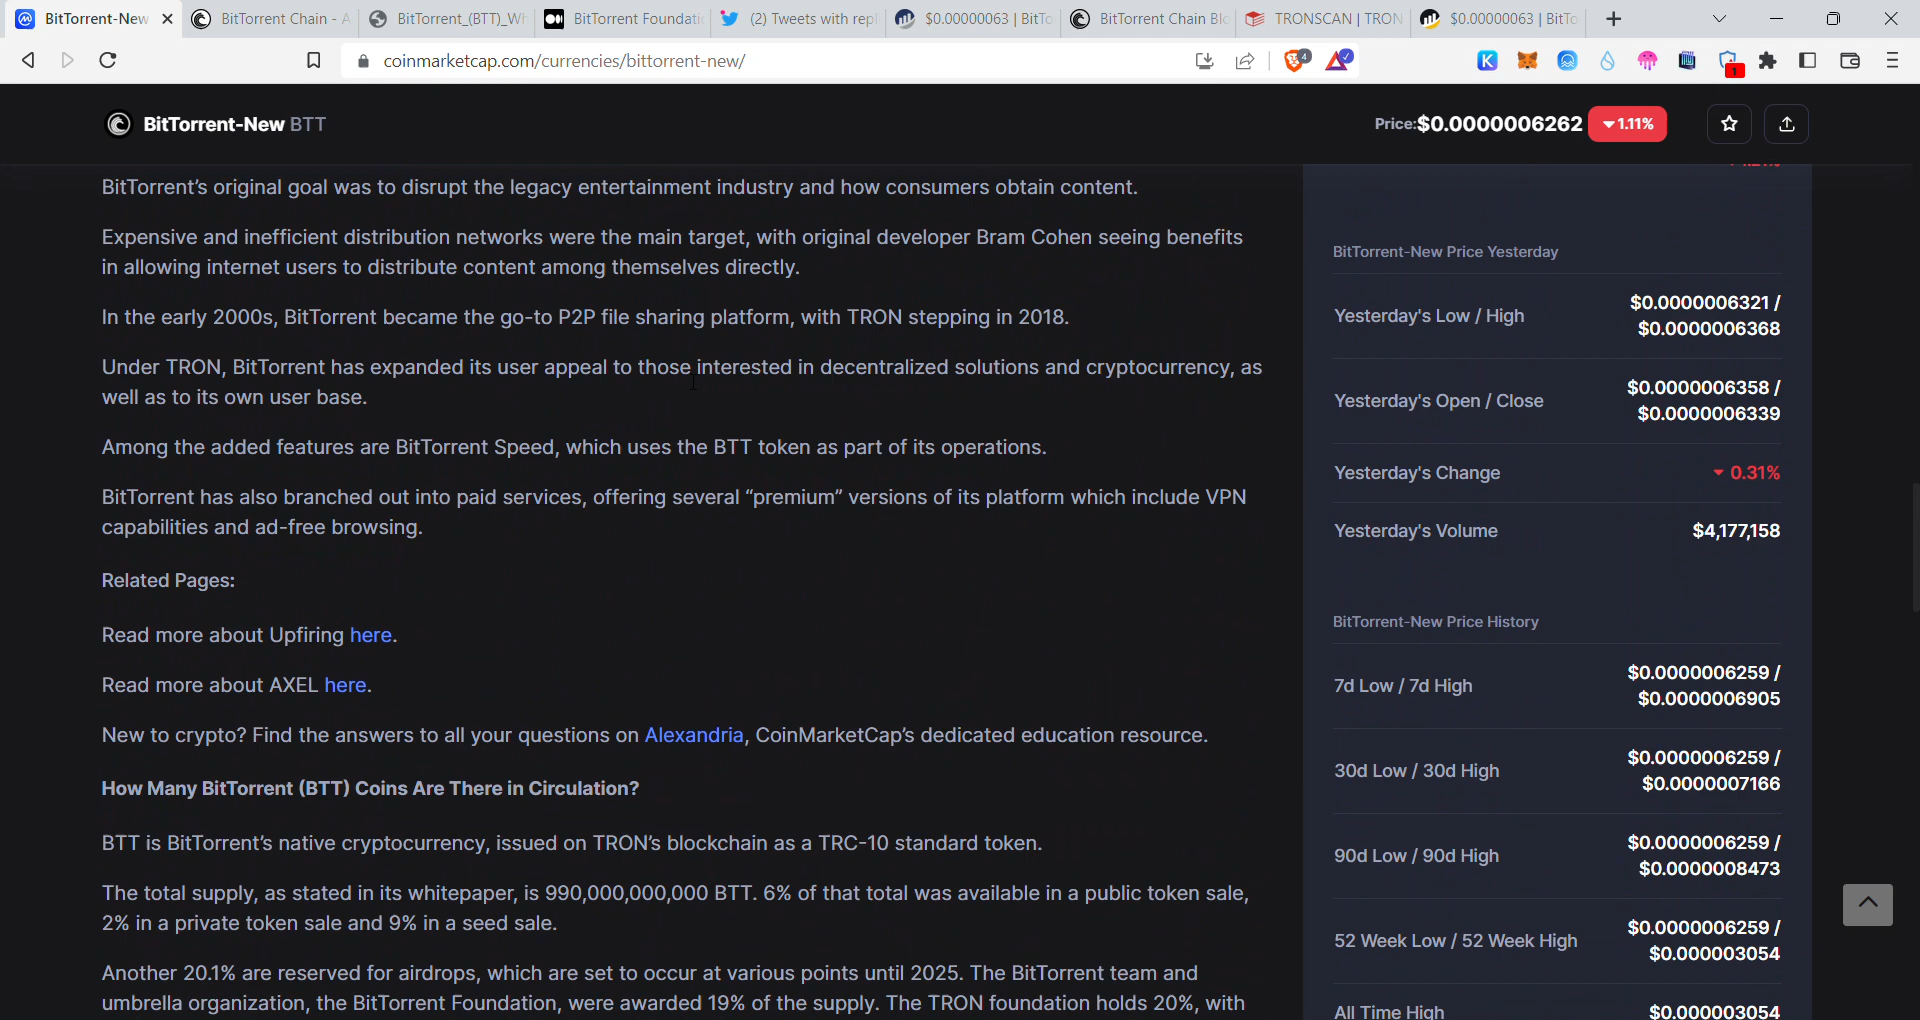 BitTorrent-New
BitTorrent Chain - A
BitTorrent_(BTT)_Wh
BitTorrent Foundatic
(2) Tweets with repl
$0.00000063 | BitTo
BitTorrent Chain Blo
TRONSCAN | TRON
$0.00000063 | BitTo
coinmarketcap.com/currencies/bittorrent-new/
4
1
BitTorrent-New BTT
Price:$0.0000006262
1.11%
BitTorrent's original goal was to disrupt the legacy entertainment industry and how consumers obtain content.
Expensive and inefficient distribution networks were the main target, with original developer Bram Cohen seeing benefits
in allowing internet users to distribute content among themselves directly.
In the early 2000s, BitTorrent became the go-to P2P file sharing platform, with TRON stepping in 2018.
Under TRON, BitTorrent has expanded its user appeal to those interested in decentralized solutions and cryptocurrency, as
well as to its own user base.
Among the added features are BitTorrent Speed, which uses the BTT token as part of its operations.
BitTorrent has also branched out into paid services, offering several “premium” versions of its platform which include VPN
capabilities and ad-free browsing.
Related Pages:
Read more about Upfiring here.
Read more about AXEL here.
New to crypto? Find the answers to all your questions on Alexandria, CoinMarketCap's dedicated education resource.
How Many BitTorrent (BTT) Coins Are There in Circulation?
BTT is BitTorrent's native cryptocurrency, issued on TRON's blockchain as a TRC-10 standard token.
The total supply, as stated in its whitepaper, is 990,000,000,000 BTT. 6% of that total was available in a public token sale,
2% in a private token sale and 9% in a seed sale.
Another 20.1% are reserved for airdrops, which are set to occur at various points until 2025. The BitTorrent team and
umbrella organization, the BitTorrent Foundation, were awarded 19% of the supply. The TRON foundation holds 20%, with
BitTorrent-New Price Yesterday
Yesterday's Low / High
$0.0000006321 /
$0.0000006368
Yesterday's Open / Close
$0.0000006358 /
$0.0000006339
Yesterday's Change
0.31%
Yesterday's Volume
$4,177,158
BitTorrent-New Price History
7d Low / 7d High
$0.0000006259 /
$0.0000006905
30d Low / 30d High
$0.0000006259 /
$0.0000007166
90d Low / 90d High
$0.0000006259 /
$0.0000008473
52 Week Low / 52 Week High
$0.0000006259 /
$0.000003054
All Time High
$0.000003054